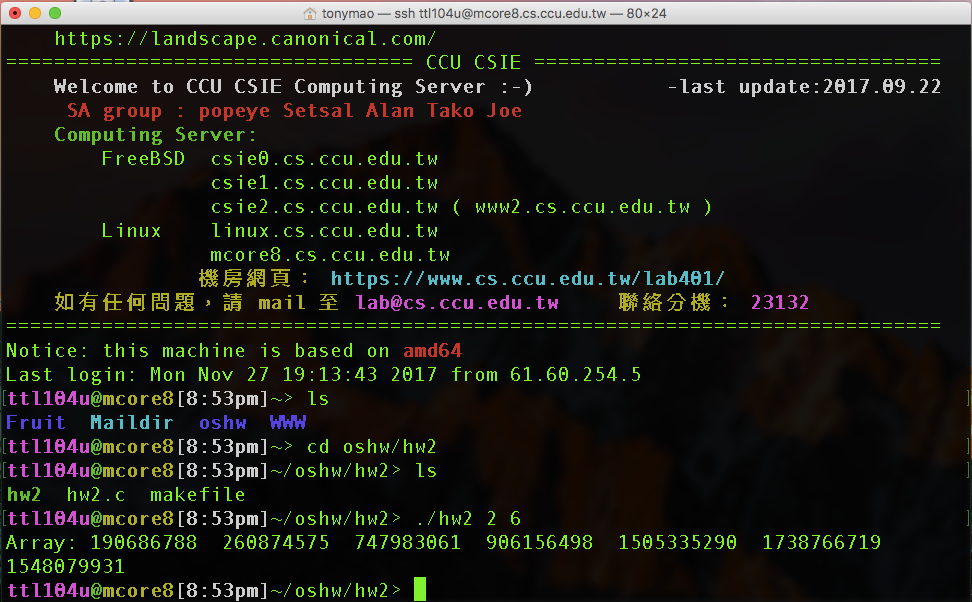 tonymao — ssh ttl104u@mcore8.cs.ccu.edu.tw — 80×24
https://landscape.canonical.com/
================================== CCU CSIE ==================================
Welcome to CCU CSIE Computing Server :-) -last update:2017.09.22
SA group : popeye Setsal Alan Tako Joe
Computing Server:
FreeBSD csie0.cs.ccu.edu.tw
csie1.cs.ccu.edu.tw
csie2.cs.ccu.edu.tw ( www2.cs.ccu.edu.tw )
Linux linux.cs.ccu.edu.tw
mcore8.cs.ccu.edu.tw
機房網頁： https://www.cs.ccu.edu.tw/lab401/
如有任何問題，請 mail 至 lab@cs.ccu.edu.tw 聯絡分機： 23132
==============================================================================
Notice: this machine is based on amd64
Last login: Mon Nov 27 19:13:43 2017 from 61.60.254.5
[ttl104u@mcore8[8:53pm]~> ls
Fruit Maildir oshw WWW
[ttl104u@mcore8[8:53pm]~> cd oshw/hw2
[ttl104u@mcore8[8:53pm]~/oshw/hw2> ls
hw2 hw2.c makefile
[ttl104u@mcore8[8:53pm]~/oshw/hw2> ./hw2 2 6
Array: 190686788 260874575 747983061 906156498 1505335290 1738766719
1548079931
ttl104u@mcore8[8:53pm]~/oshw/hw2>